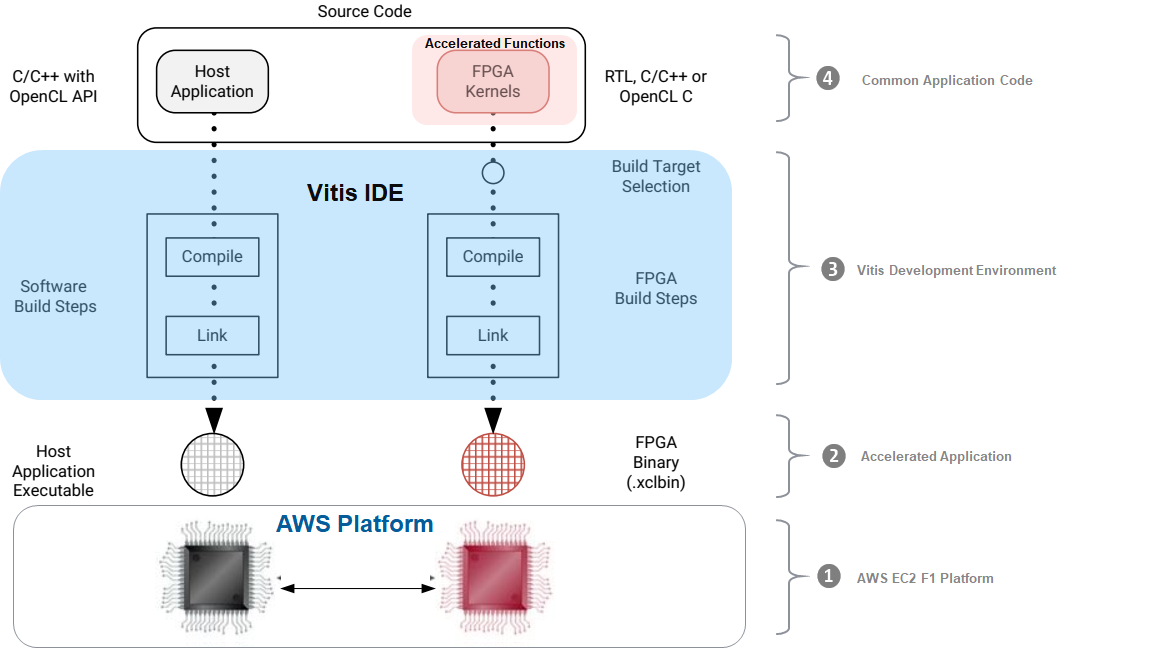 Source Code
Accelerated Functions
C/C++ with
OpenCL API
Host
Application
FPGA
Kernels
RTL, C/C++ or
OpenCL C
4
Common Application Code
Build Target
Selection
Vitis IDE
Compile
Compile
Software
Build Steps
FPGA
Build Steps
3
Vitis Development Environment
Link
Link
Host
Application
Executable
FPGA
Binary
(.xclbin)
2
Accelerated Application
AWS Platform
1
AWS EC2 F1 Platform